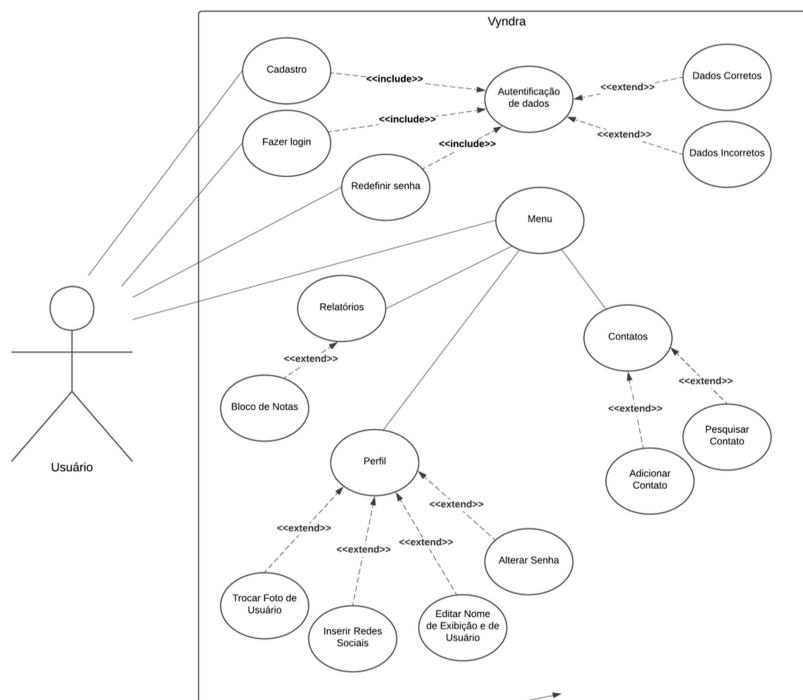 Vyndra
Cadastro
<<include>>
Autentificação
de dados
<<extend>>
Dados Corretos
Fazer login
<<include>>
<<include>>
<<extend>>
Dados Incorretos
Redefinir senha
Menu
Relatórios
<<extend>>
Bloco de Notas
Contatos
<<extend>>
<<extend>>
Pesquisar
Contato
Adicionar
Contato
Usuário
Perfil
<<extend>>
<<extend>>
<<extend>>
<<extend>>
Alterar Senha
Trocar Foto de
Usuário
Inserir Redes
Sociais
Editar Nome
de Exibição e de
Usuário